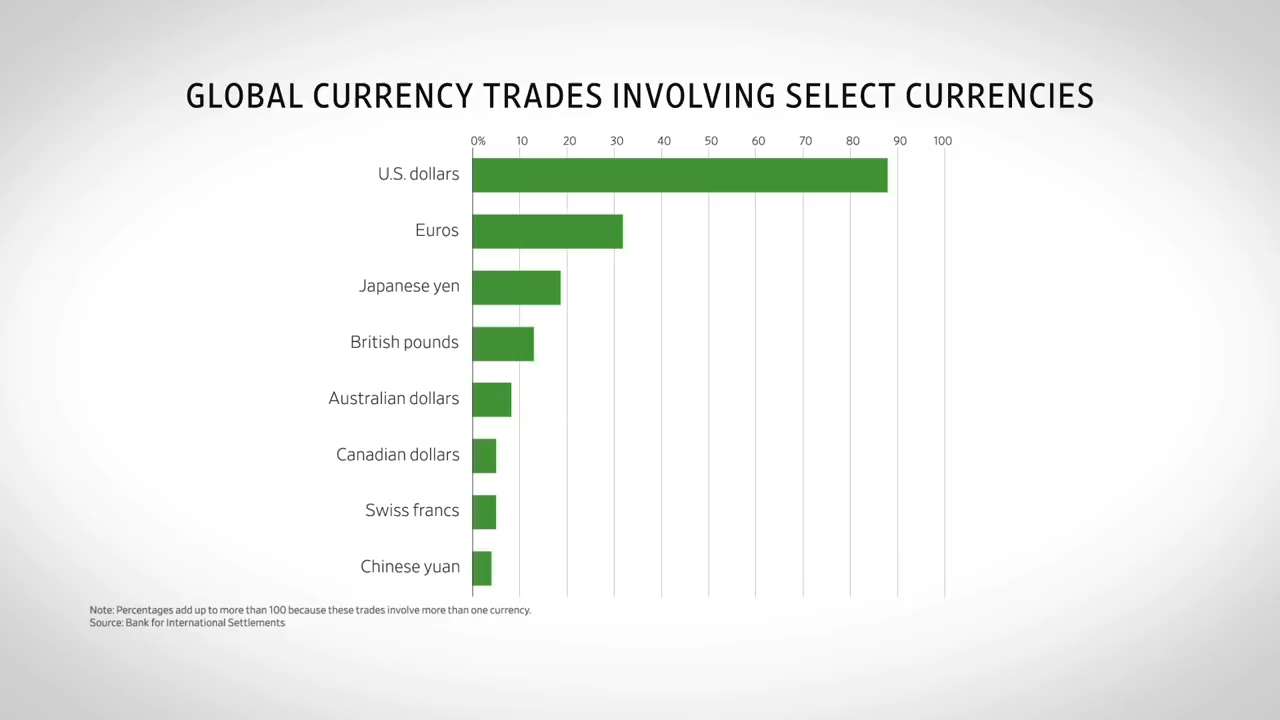 GLOBAL CURRENCY TRADES INVOLVING SELECT CURRENCIES
0% 10 20 30 40 50 60 70 80 90 100
U.S. dollars
Euros
Japanese yen
British pounds
Australian dollars
Canadian dollars
Swiss francs
Chinese yuan
Note: Percentages add up to more than 100 because these trades involve more than one currency.
Source: Bank for International Settlements